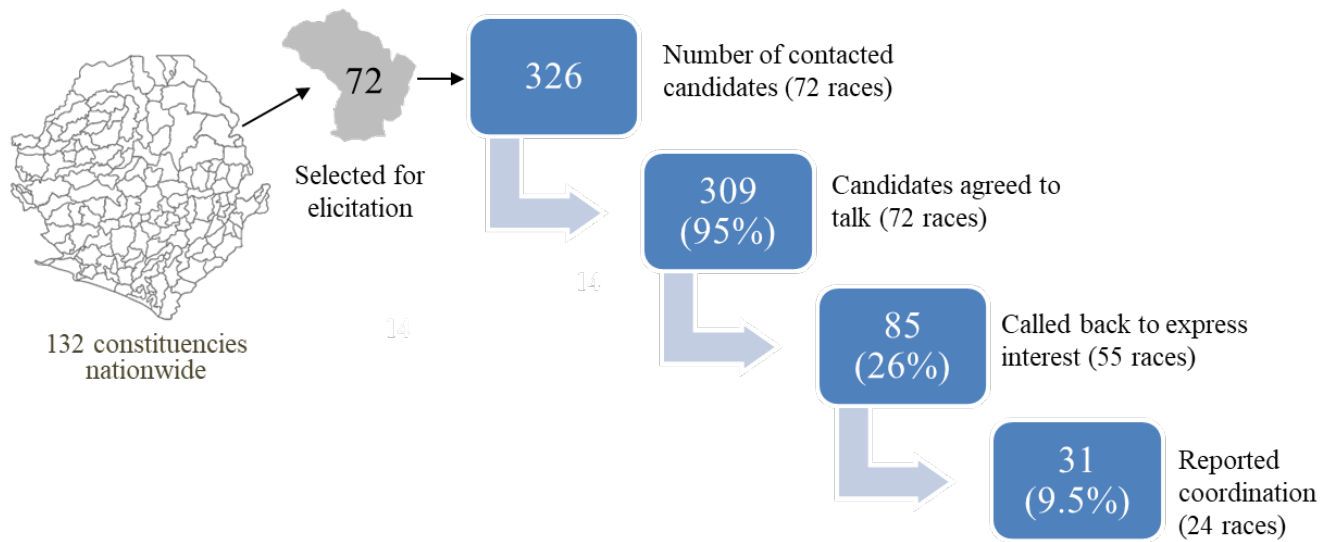 132 constituencies
nationwide
72
Selected for
elicitation
326
Number of contacted
candidates (72 races)
309
(95%)
Candidates agreed to
talk (72 races)
14
14
85
(26%)
Called back to express
interest (55 races)
31
(9.5%)
Reported
coordination
(24 races)